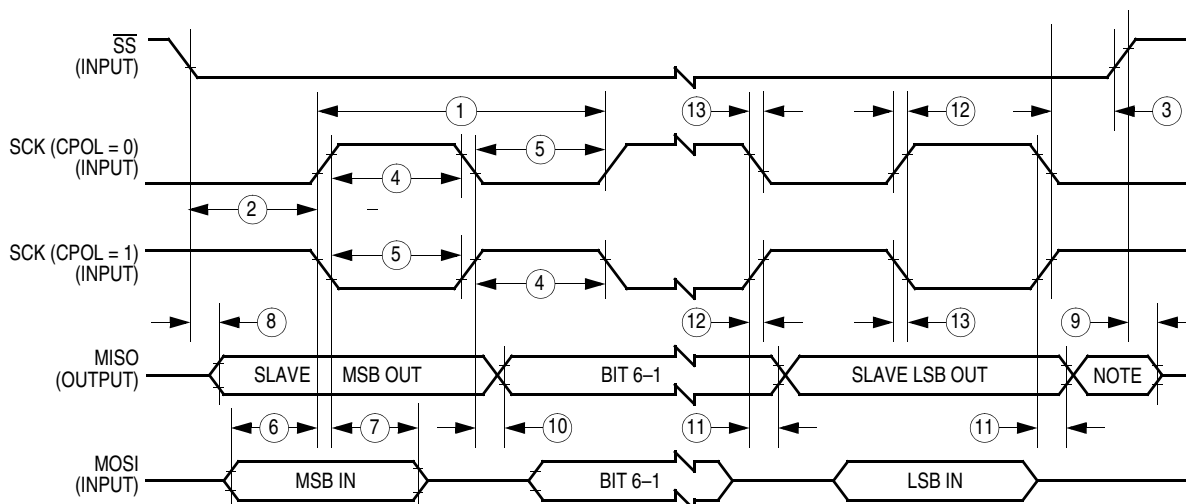 SS
(INPUT)
1
13
12
3
SCK (CPOL = 0)
(INPUT)
5
4
2
SCK (CPOL = 1)
(INPUT)
5
4
8
12
13
9
MISO
(OUTPUT)
SLAVE MSB OUT
BIT 6–1
SLAVE LSB OUT
NOTE
6
7
10
11
11
MOSI
(INPUT)
MSB IN
BIT 6–1
LSB IN